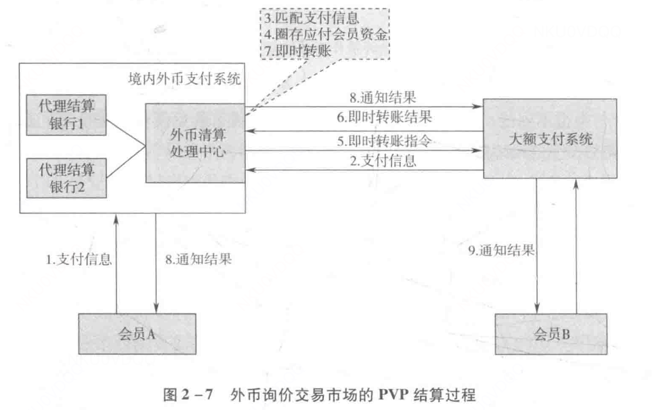 3.匹配支付信息
4.圈存应付会员资金
7.即时转账
境内外币支付系统
代理结算
银行1
外币清算
处理中心
代理结算
银行2
8.通知结果
6.即时转账结果
5.即时转账指令
2.支付信息
大额支付系统
1.支付信息
8.通知结果
9.通知结果
会员A
会员B
图2-7 外币询价交易市场的PVP结算过程